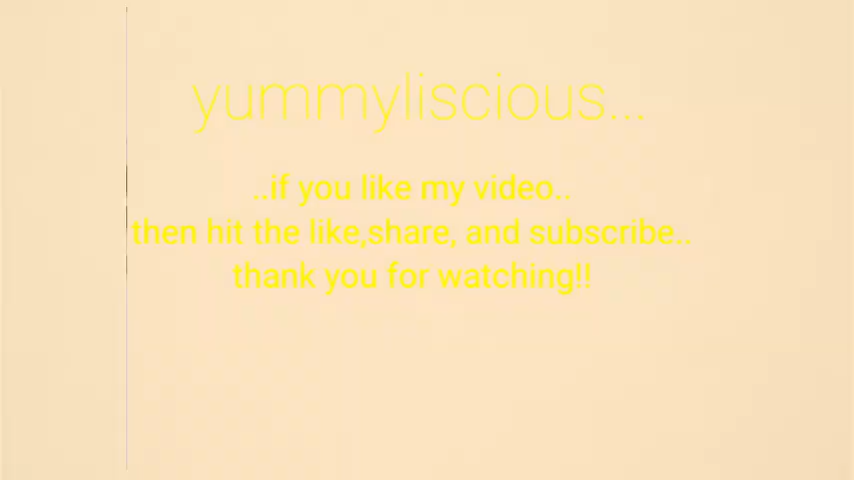 yummyliscious...
..if you like my video..
then hit the like,share, and subscribe..
thank you for watching!!